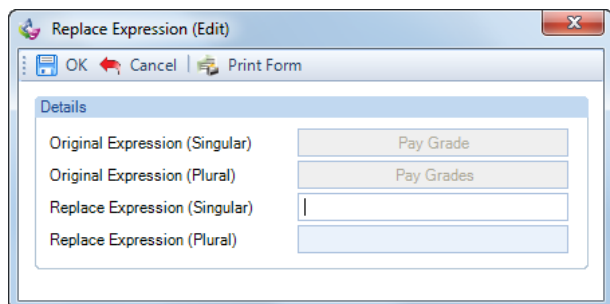 Replace Expression (Edit)
OK Cancel Print Form
Details
Original Expression (Singular) Pay Grade
Original Expression (Plural) Pay Grades
Replace Expression (Singular)
Replace Expression (Plural)